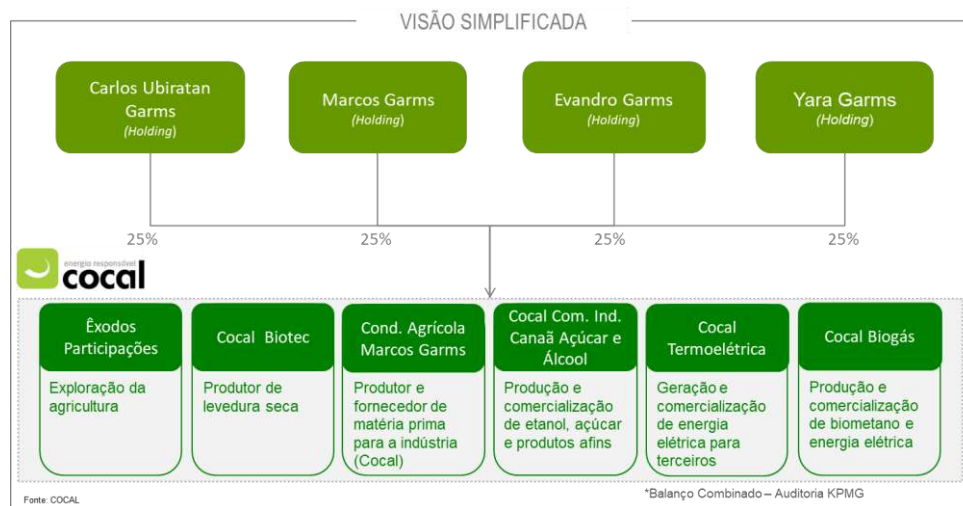 VISÃO SIMPLIFICADA
Carlos Ubiratan
Garms
(Holding)
Marcos Garms
(Holding)
Evandro Garms
(Holding)
Yara Garms
(Holding)
25%
25%
25%
25%
energia responsável
cocal
Êxodos
Participações
Exploração da
agricultura
Cocal Biotec
Produtor de
levedura seca
Cond. Agrícola
Marcos Garms
Produtor e
fornecedor de
matéria prima
para a indústria
(Cocal)
Cocal Com. Ind.
Canaã Açúcar e
Álcool
Produção e
comercialização
de etanol, açúcar
e produtos afins
Cocal
Termoelétrica
Geração e
comercialização
de energia
elétrica para
terceiros
Cocal Biogás
Produção e
comercialização
de biometano e
energia elétrica
Fonte: COCAL
*Balanço Combinado – Auditoria KPMG